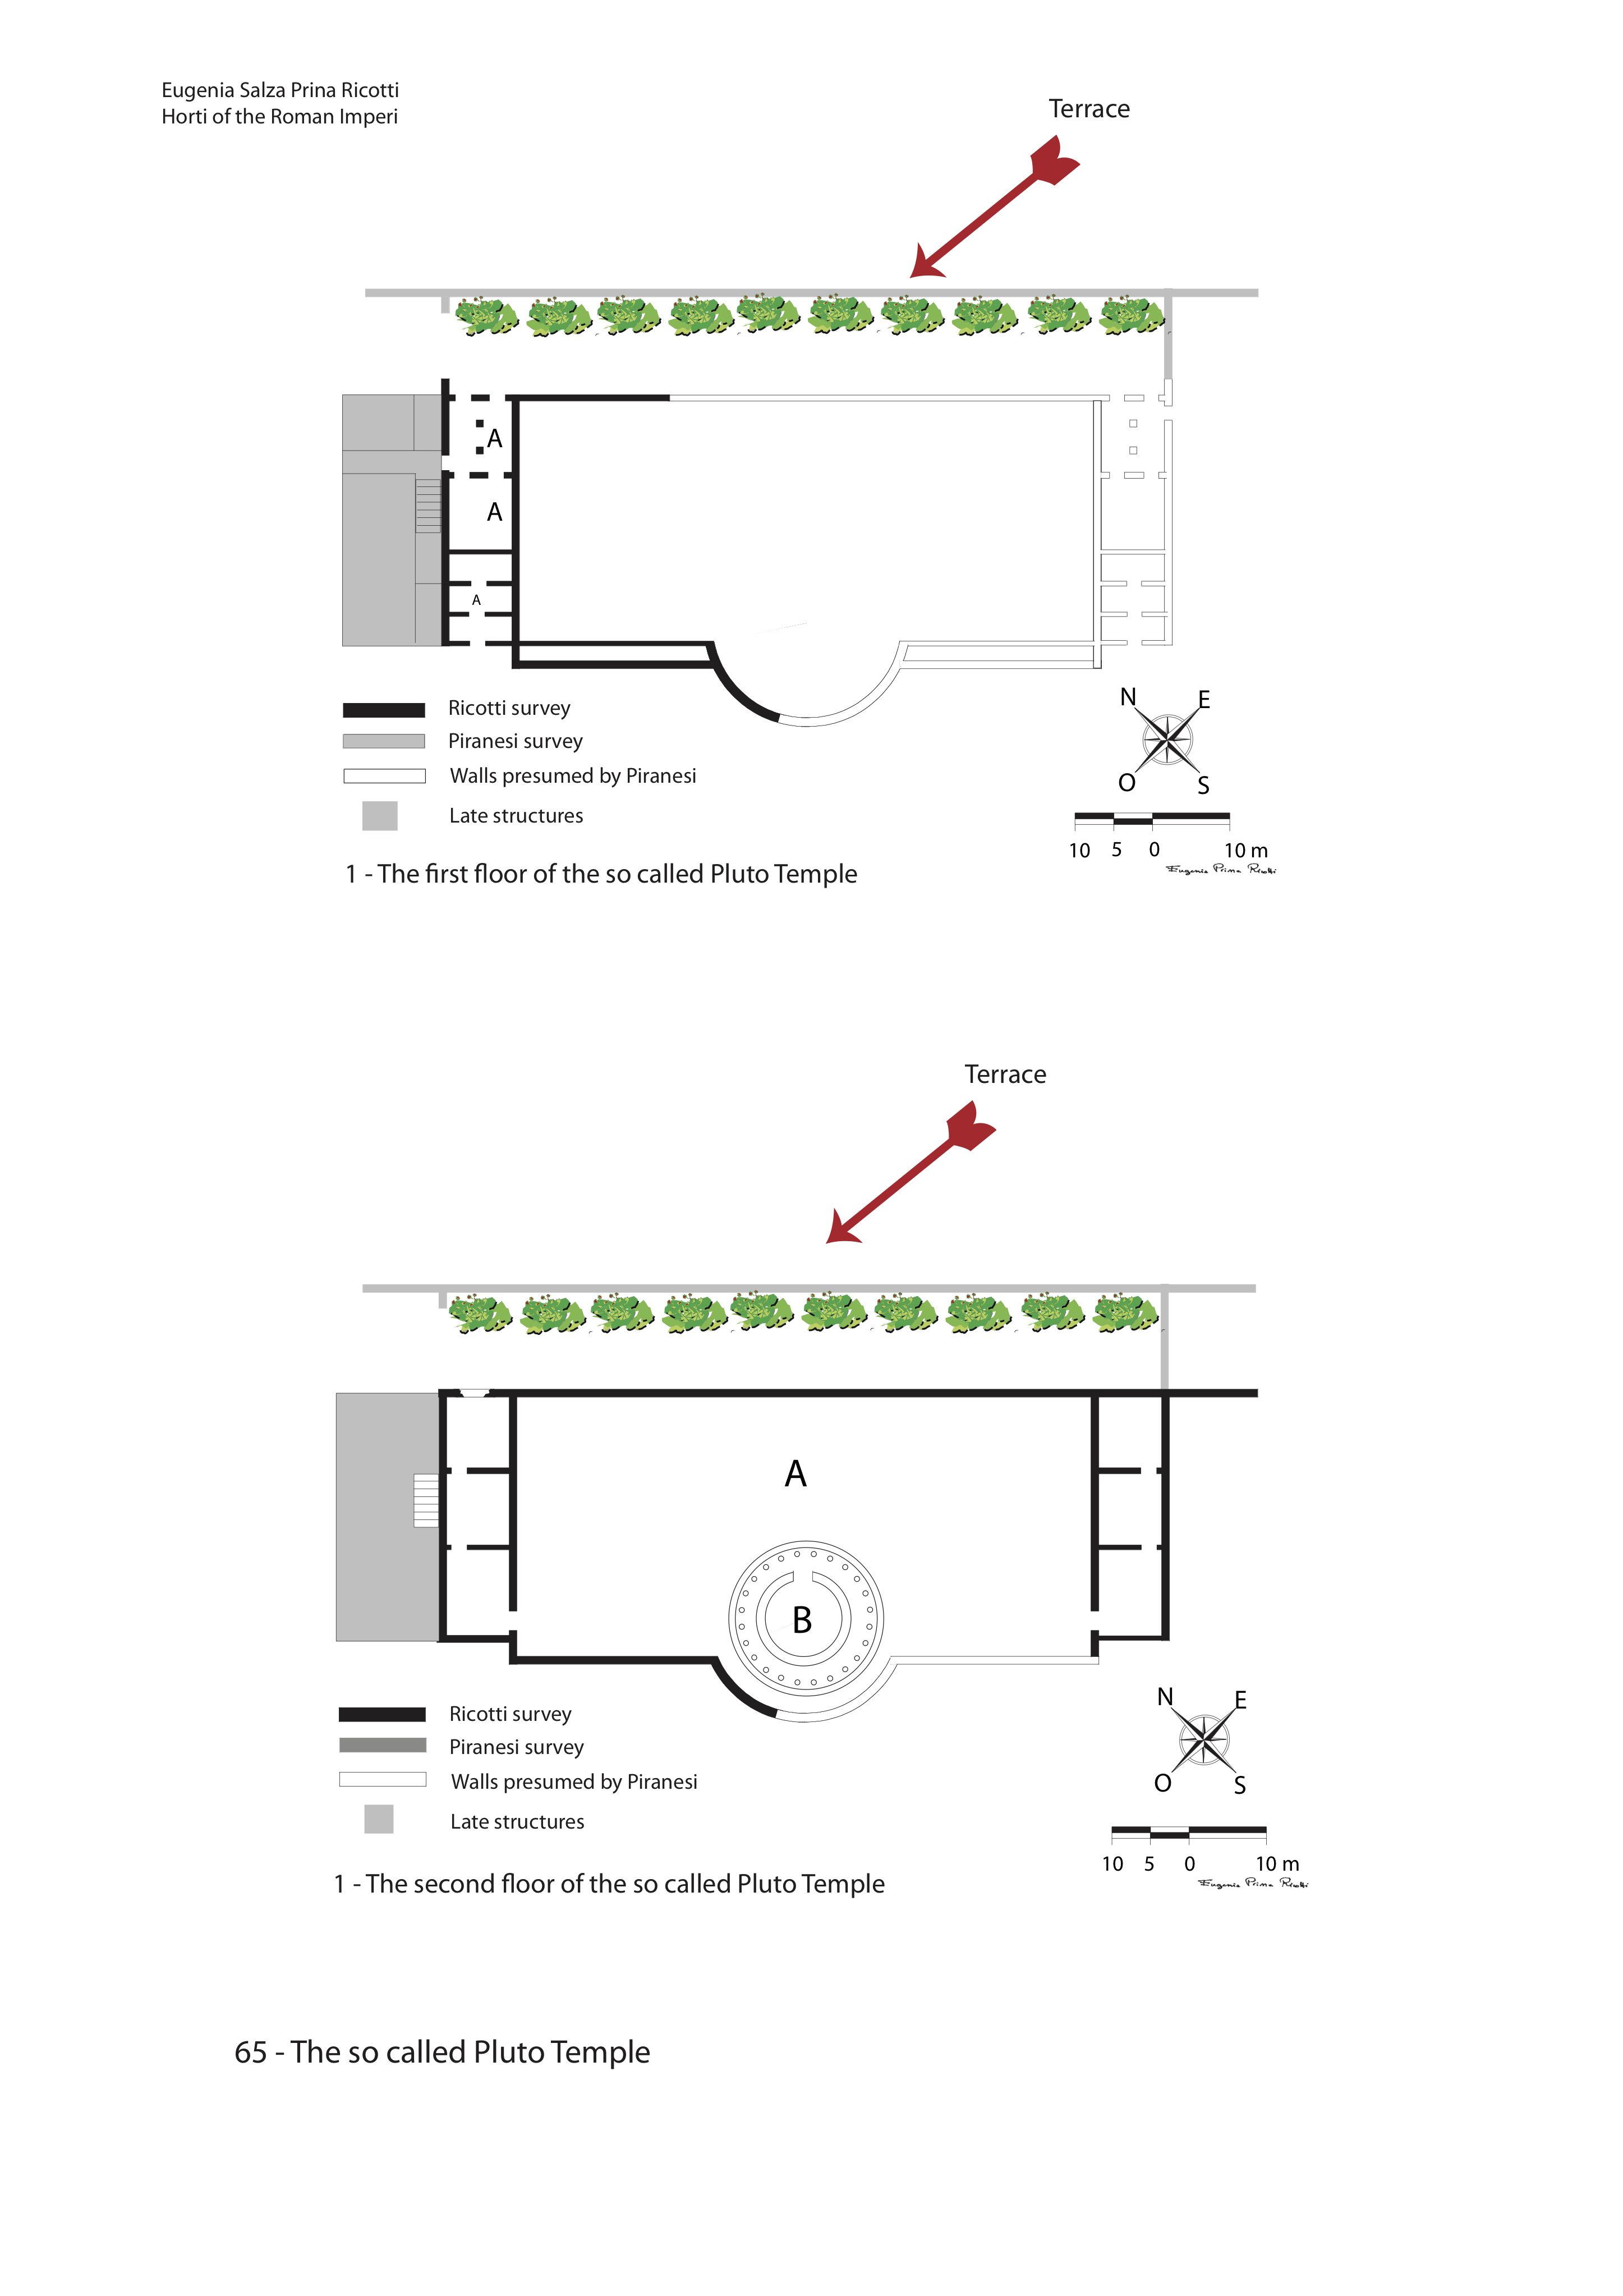 Eugenia Salza Prina Ricotti
Horti of the Roman Imperi
Terrace
A
A
A
Ricotti survey
Piranesi survey
Walls presumed by Piranesi
Late structures
N E
O S
10 5 0 10 m
Eugenia Prina Ricotti
1 - The first floor of the so called Pluto Temple
Terrace
A
B
Ricotti survey
Piranesi survey
Walls presumed by Piranesi
Late structures
N E
O S
10 5 0 10 m
Eugenia Prina Ricotti
1 - The second floor of the so called Pluto Temple
65 - The so called Pluto Temple